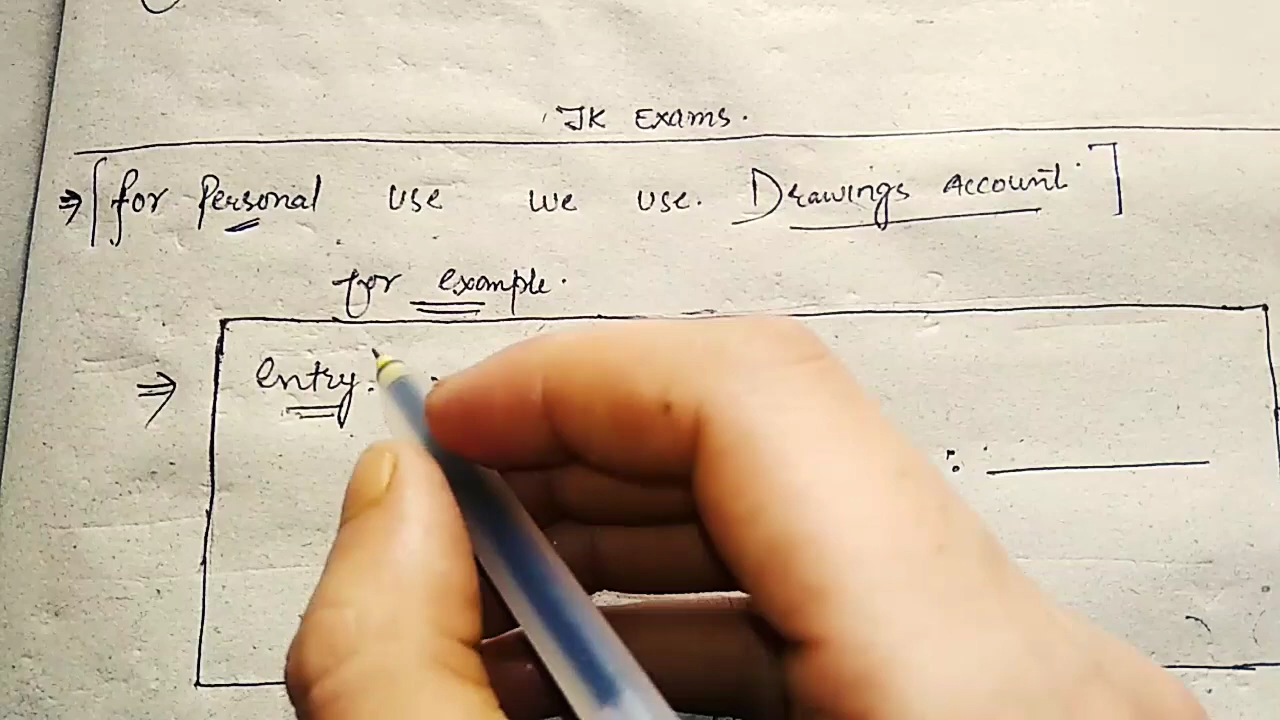 JK Exams.
⇒ [for Personal use we use. Drawings Account]
for example.
⇒ Entry.
: